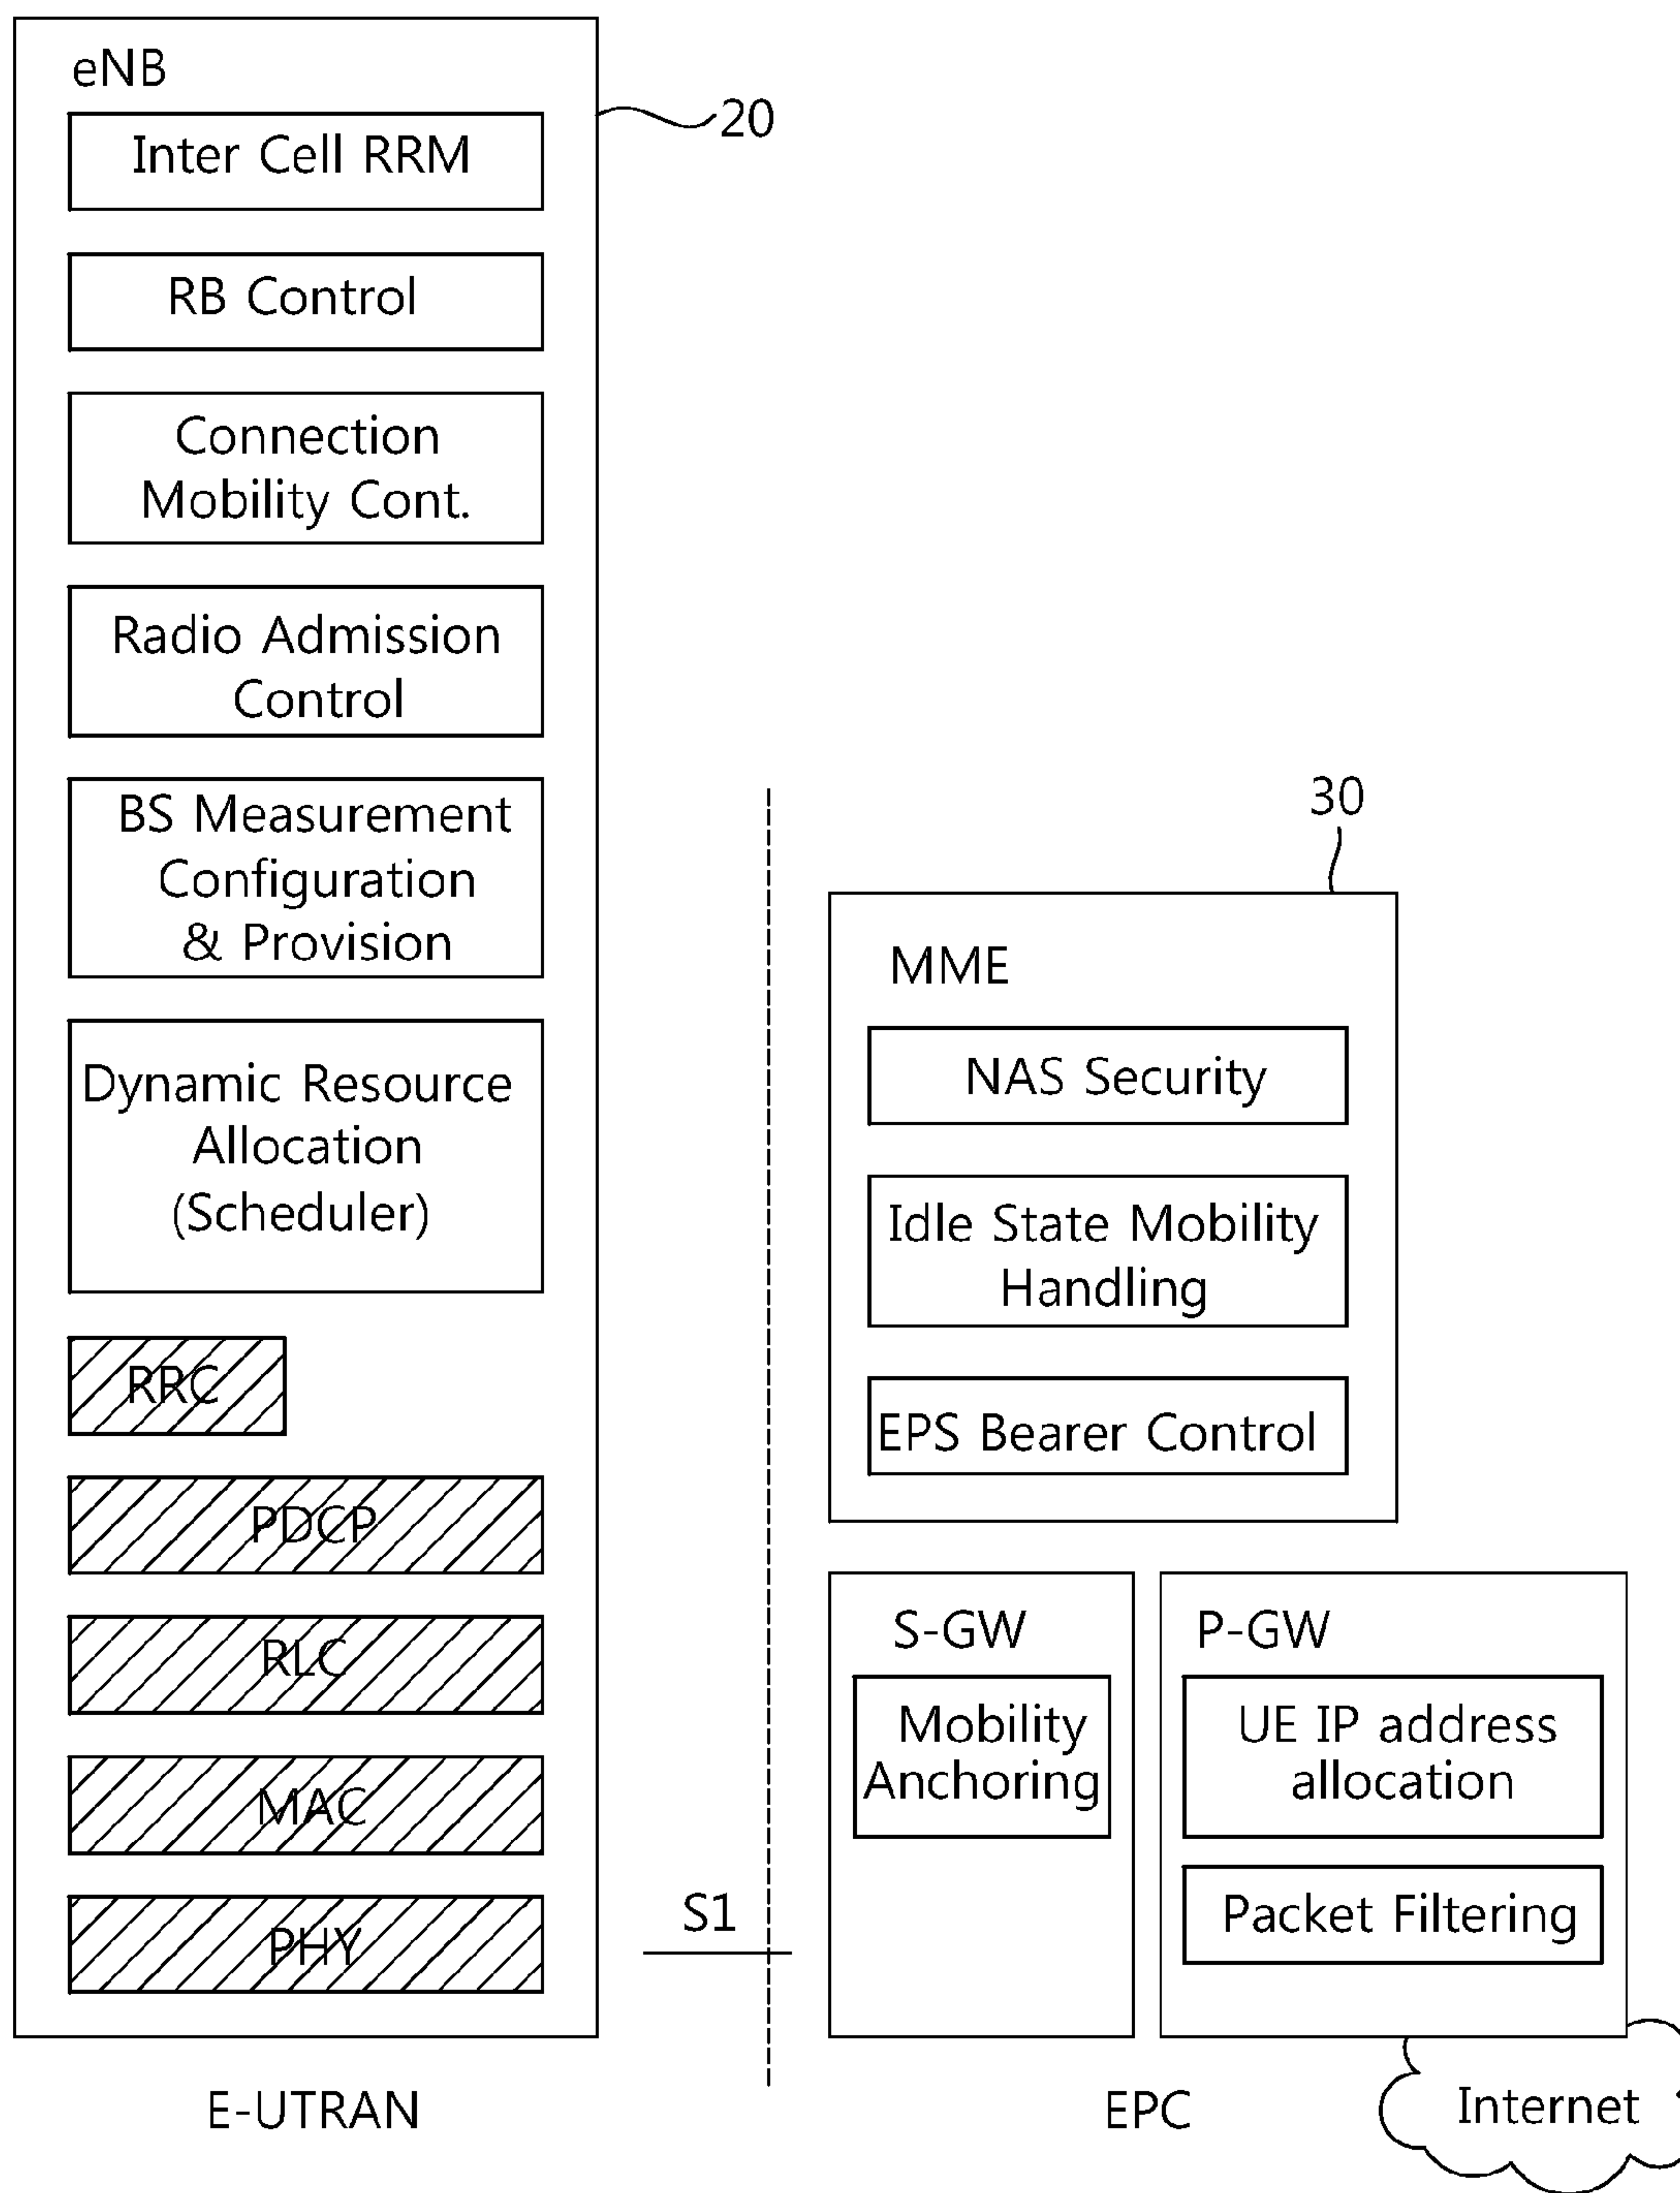 eNB
20
Inter Cell RRM
RB Control
Connection
Mobility Cont.
Radio Admission
Control
BS Measurement
Configuration
& Provision
Dynamic Resource
Allocation
(Scheduler)
RRC
PDCP
RLC
MAC
PHY
S1
E-UTRAN
30
MME
NAS Security
Idle State Mobility
Handling
EPS Bearer Control
S-GW
Mobility
Anchoring
P-GW
UE IP address
allocation
Packet Filtering
EPC
Internet